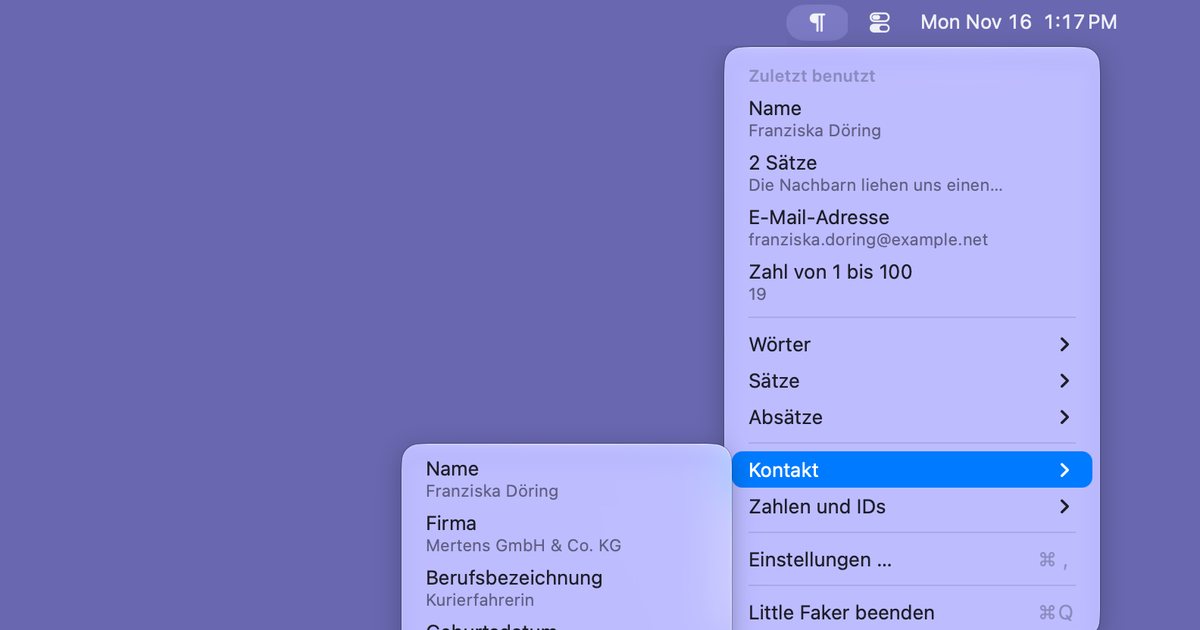 ¶ Mon Nov 16 1:17 PM
Zuletzt benutzt
Name
Franziska Döring
2 Sätze
Die Nachbarn liehen uns einen…
E-Mail-Adresse
franziska.doring@example.net
Zahl von 1 bis 100
19
Wörter
Sätze
Absätze
Kontakt
Zahlen und IDs
Einstellungen ... ⌘ ,
Little Faker beenden ⌘Q
Name
Franziska Döring
Firma
Mertens GmbH & Co. KG
Berufsbezeichnung
Kurierfahrerin
Geburtsdatum